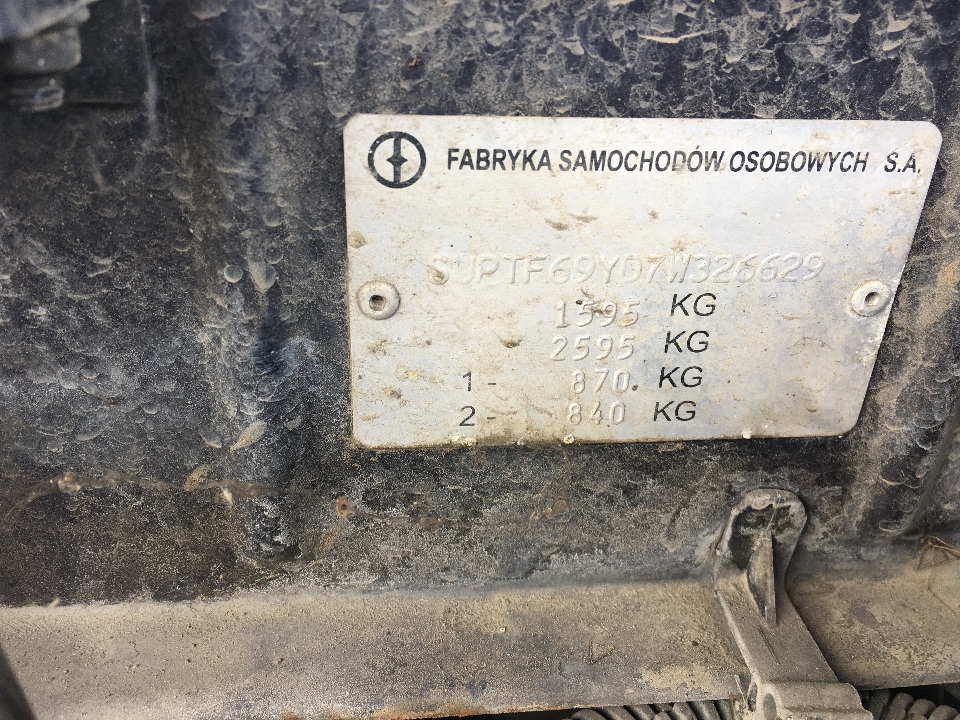 FABRYKA SAMOCHODÓW OSOBOWYCH S.A.
SUPTF69YD7W326629
1595 KG
2595 KG
1 - 870 KG
2 - 840 KG